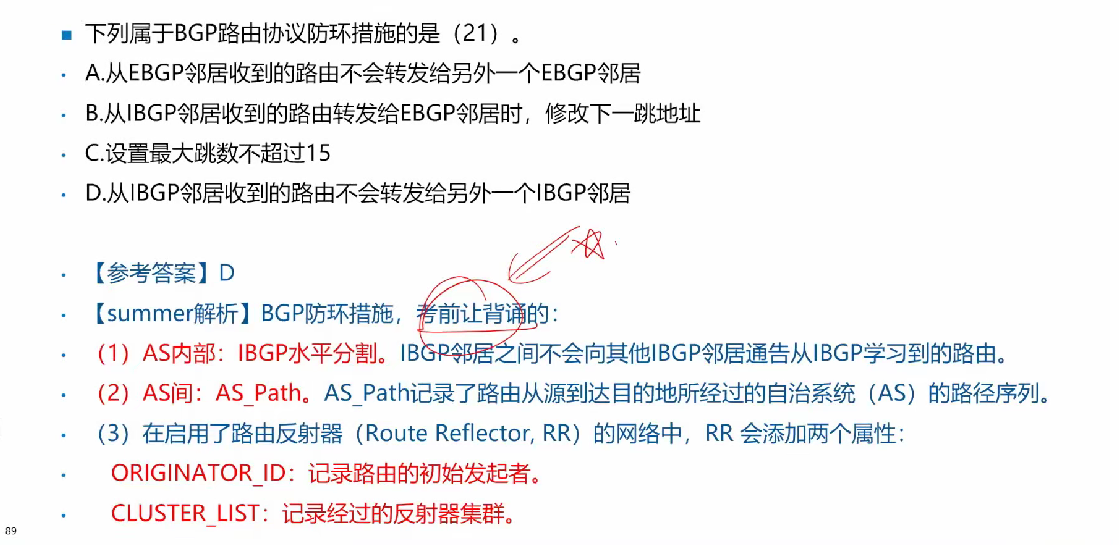 ■ 下列属于BGP路由协议防环措施的是（21）。
• A.从EBGP邻居收到的路由不会转发给另外一个EBGP邻居
• B.从IBGP邻居收到的路由转发给EBGP邻居时，修改下一跳地址
• C.设置最大跳数不超过15
• D.从IBGP邻居收到的路由不会转发给另外一个IBGP邻居
• 【参考答案】D
• 【summer解析】BGP防环措施，考前让背诵的：
• （1）AS内部：IBGP水平分割。IBGP邻居之间不会向其他IBGP邻居通告从IBGP学习到的路由。
• （2）AS间：AS_Path。AS_Path记录了路由从源到达目的地所经过的自治系统（AS）的路径序列。
• （3）在启用了路由反射器（Route Reflector, RR）的网络中，RR 会添加两个属性：
• ORIGINATOR_ID：记录路由的初始发起者。
• CLUSTER_LIST：记录经过的反射器集群。
89